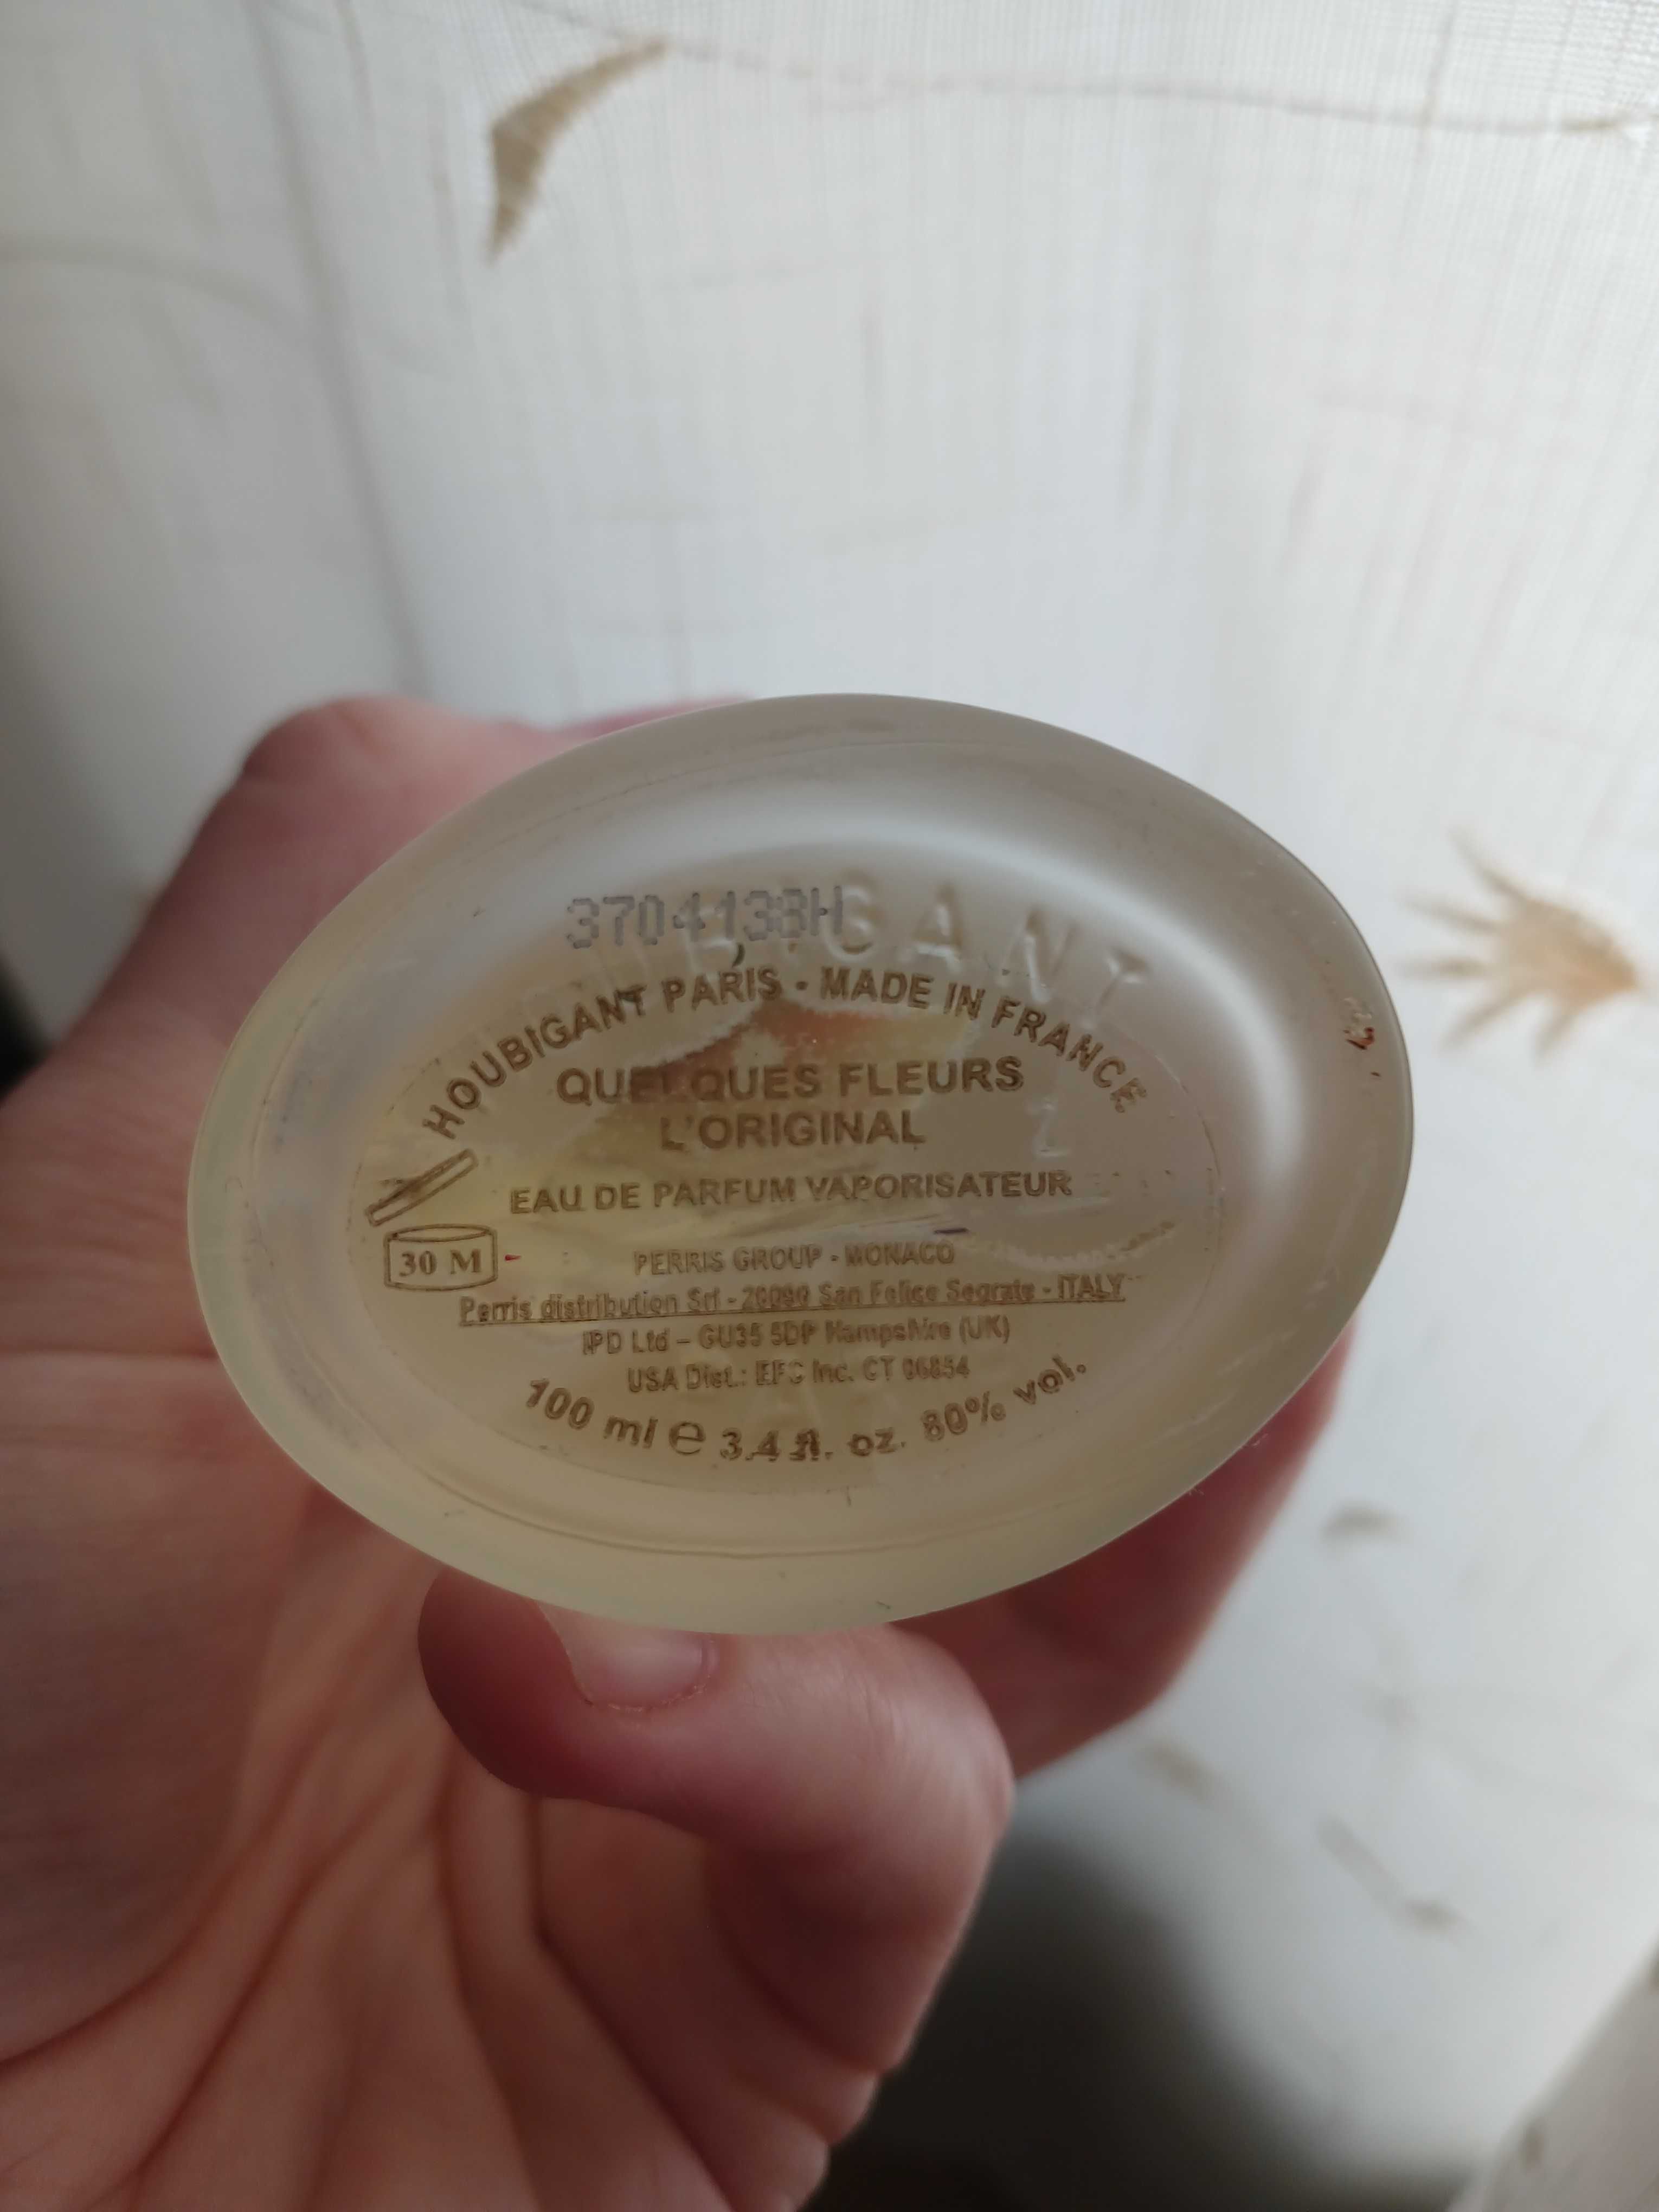 3704138H
HOUBIGANT PARIS - MADE IN FRANCE
QUELQUES FLEURS
L'ORIGINAL
EAU DE PARFUM VAPORISATEUR
30 M
PERRIS GROUP - MONACO
Perris distribution Srl - 20090 San Felice Segrate - ITALY
IPD Ltd – GU35 5DP Hampshire (UK)
USA Dist.: EFC Inc. CT 06854
100 ml e 3.4 fl. oz. 80% vol.